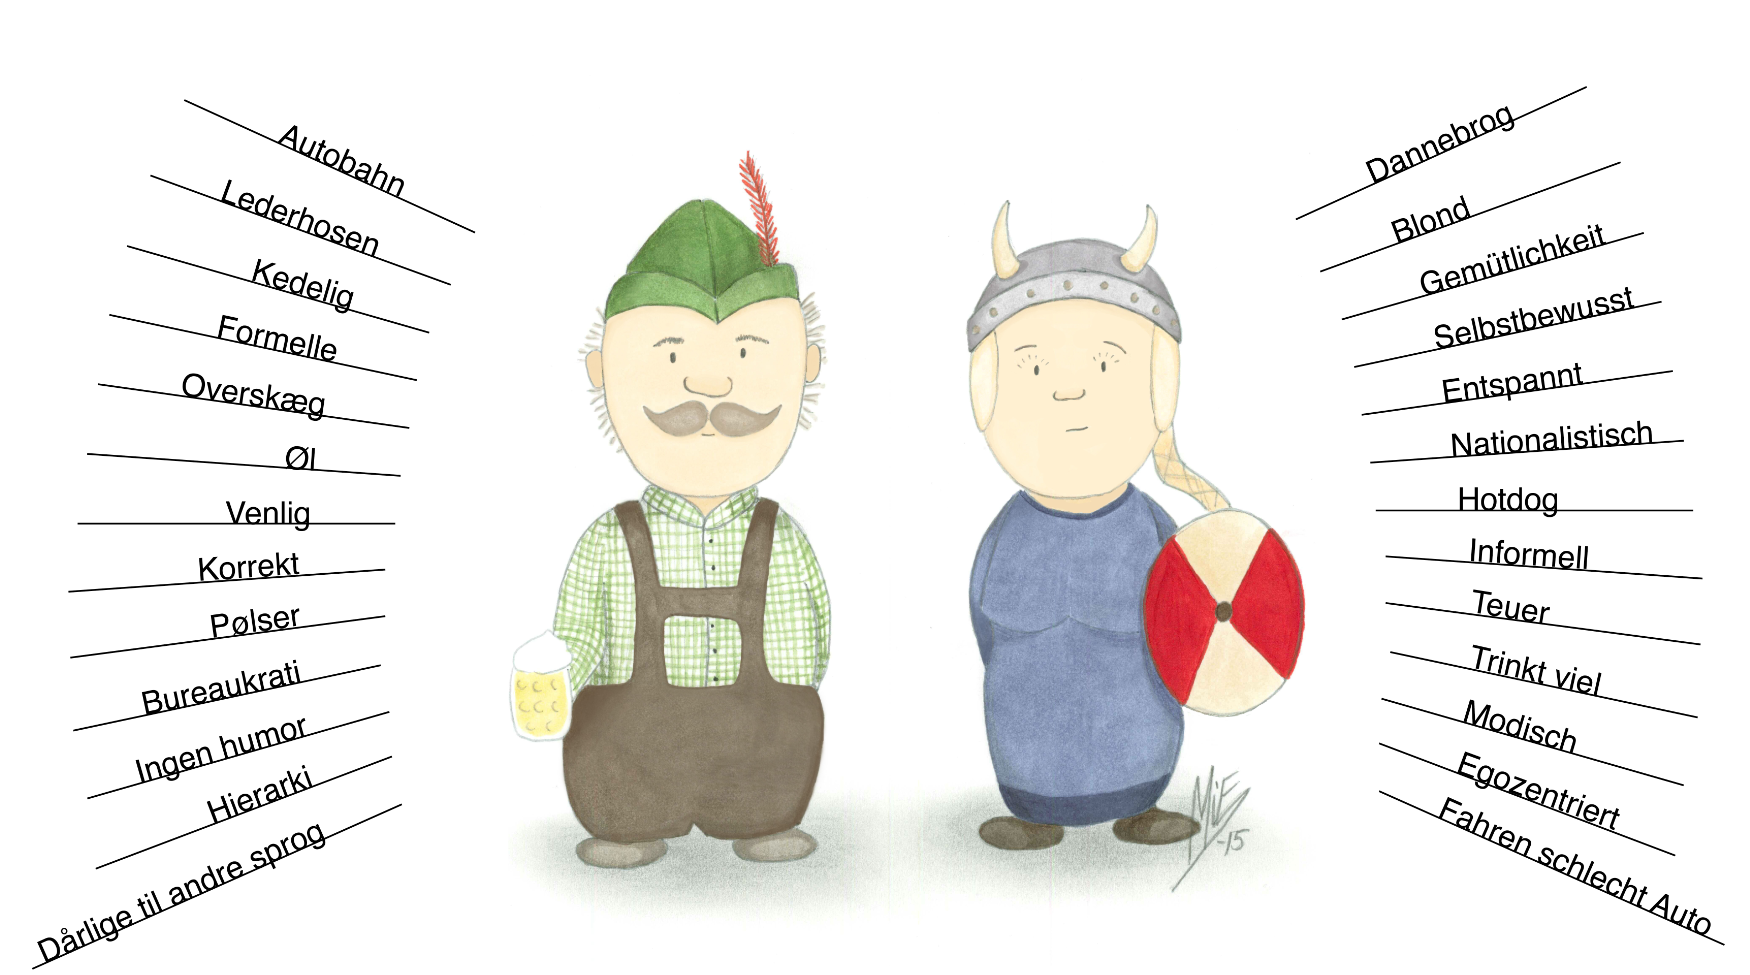 Autobahn
Lederhosen
Kedelig
Formelle
Overskæg
Øl
Venlig
Korrekt
Pølser
Bureaukrati
Ingen humor
Hierarki
Dårlige til andre sprog
Dannebrog
Blond
Gemütlichkeit
Selbstbewusst
Entspannt
Nationalistisch
Hotdog
Informell
Teuer
Trinkt viel
Modisch
Egozentriert
Fahren schlecht Auto
MiE
-15